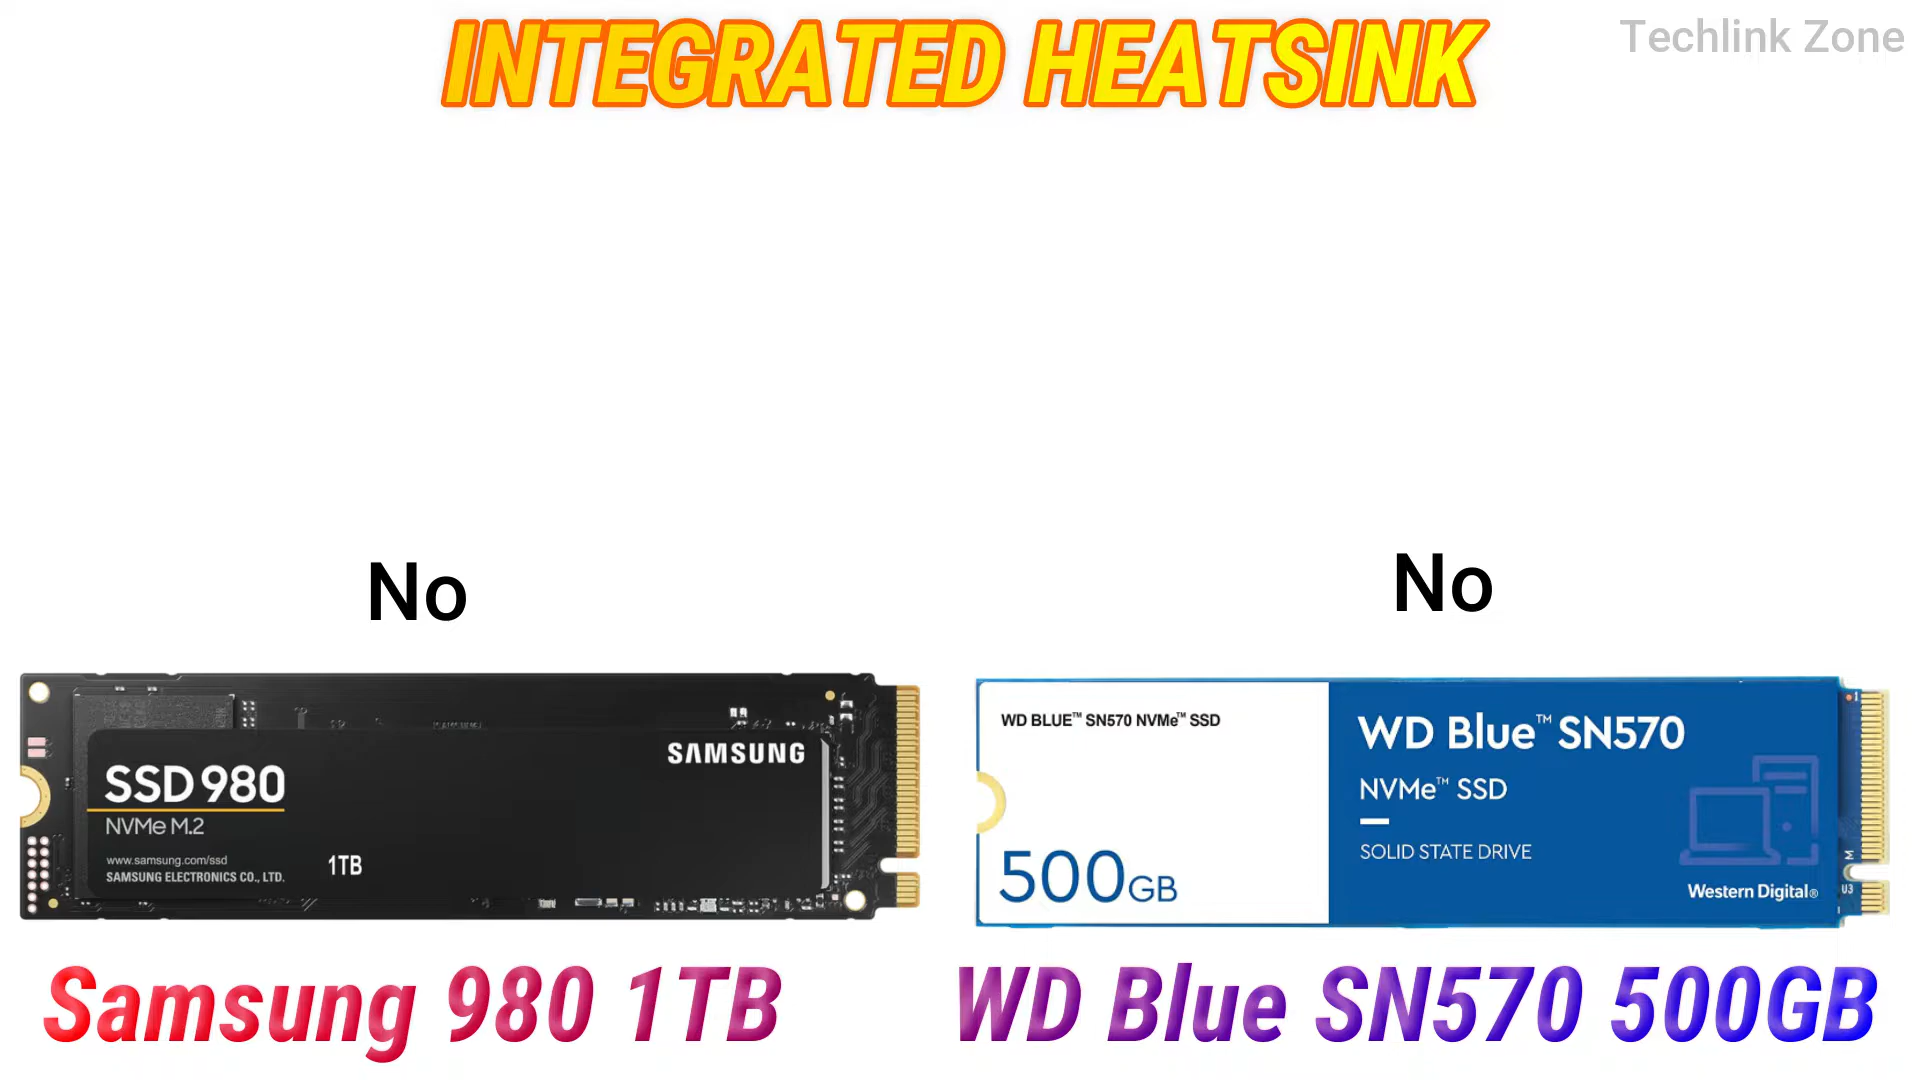 INTEGRATED HEATSINK
Techlink Zone
No
No
SAMSUNG
SSD 980
NVMe M.2
www.samsung.com/ssd
SAMSUNG ELECTRONICS CO., LTD.
1TB
WD BLUE™ SN570 NVMe™ SSD
500GB
WD Blue™ SN570
NVMe™ SSD
SOLID STATE DRIVE
Western Digital®
M
U3
Samsung 980 1TB
WD Blue SN570 500GB